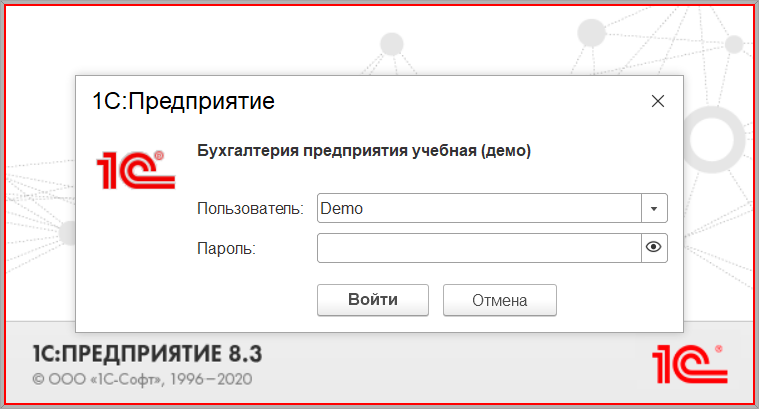 1С:Предприятие
1С®
Бухгалтерия предприятия учебная (демо)
Пользователь: Demo
Пароль:
Войти Отмена
1С:ПРЕДПРИЯТИЕ 8.3
© ООО «1С-Софт», 1996–2020
1С®